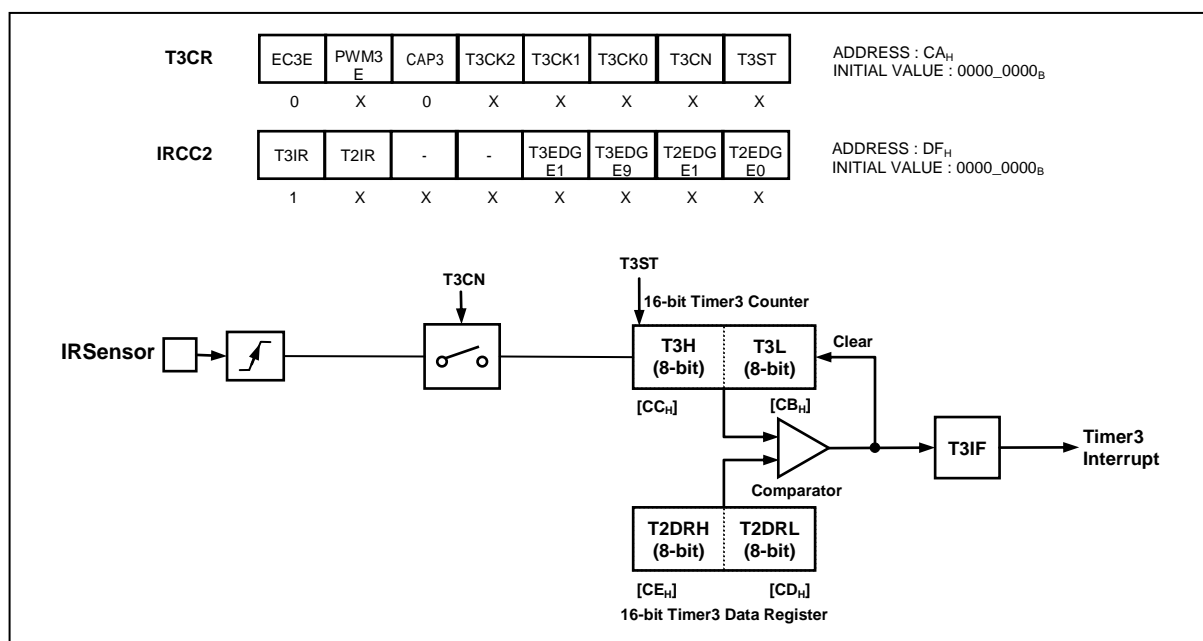 T3CR EC3E PWM3 E CAP3 T3CK2 T3CK1 T3CK0 T3CN T3ST ADDRESS : CAH
INITIAL VALUE : 0000_0000B
0 X 0 X X X X X
IRCC2 T3IR T2IR - - T3EDG E1 T3EDG E9 T2EDG E1 T2EDG E0 ADDRESS : DFH
INITIAL VALUE : 0000_0000B
1 X X X X X X X
T3CN
T3ST
16-bit Timer3 Counter
IRSensor
T3H (8-bit)
T3L (8-bit)
Clear
[CCH]
[CBH]
Comparator
T3IF
Timer3
Interrupt
T2DRH (8-bit)
T2DRL (8-bit)
[CEH]
[CDH]
16-bit Timer3 Data Register